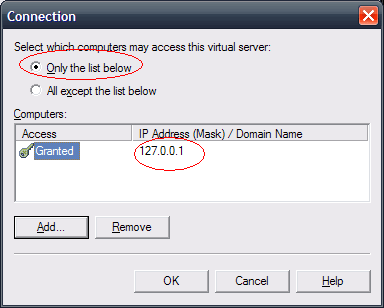 Connection
Select which computers may access this virtual server:
Only the list below
All except the list below
Computers:
Access IP Address (Mask) / Domain Name
Granted 127.0.0.1
Add... Remove
OK Cancel Help